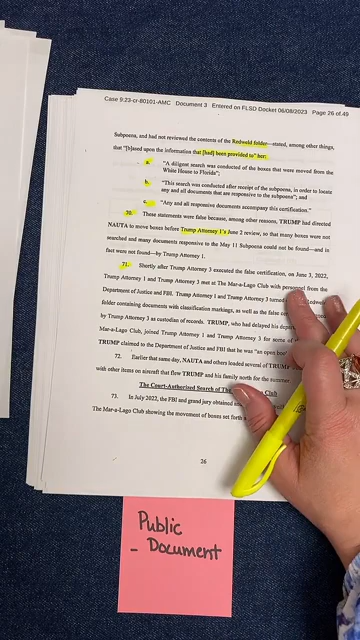 Case 9:23-cr-80101-AMC Document 3 Entered on FLSD Docket 06/08/2023 Page 26 of 49
Subpoena, and had not reviewed the contents of the Redweld folder—stated, among other things,
that "[b]ased upon the information that [had] been provided to" her:
a. "A diligent search was conducted of the boxes that were moved from the
White House to Florida";
b. "This search was conducted after receipt of the subpoena, in order to locate
any and all documents that are responsive to the subpoena"; and
c. "Any and all responsive documents accompany this certification."
70. These statements were false because, among other reasons, TRUMP had directed
NAUTA to move boxes before Trump Attorney 1's June 2 review, so that many boxes were not
searched and many documents responsive to the May 11 Subpoena could not be found—and in
fact were not found—by Trump Attorney 1.
71. Shortly after Trump Attorney 3 executed the false certification, on June 3, 2022,
Trump Attorney 1 and Trump Attorney 3 met at The Mar-a-Lago Club with personnel from the
Department of Justice and FBI. Trump Attorney 1 and Trump Attorney 3 turned Redweld
folder containing documents with classification markings, as well as the false
by Trump Attorney 3 as custodian of records. TRUMP, who had delayed his
Mar-a-Lago Club, joined Trump Attorney 1 and Trump Attorney 3 for some of
TRUMP claimed to the Department of Justice and FBI that he was "an open
72. Earlier that same day, NAUTA and others loaded several of TRUMP
with other items on aircraft that flew TRUMP and his family north for the summer.
The Court-Authorized Search of The Club
73. In July 2022, the FBI and grand jury obtained
The Mar-a-Lago Club showing the movement of boxes set forth
26
Public
- Document